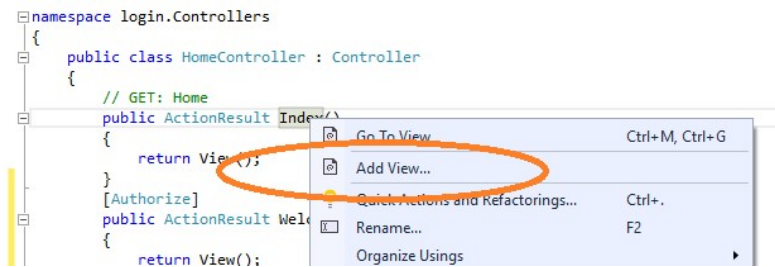 namespace login.Controllers
{
public class HomeController : Controller
{
// GET: Home
public ActionResult Index()
{
Go To View Ctrl+M, Ctrl+G
return View();
Add View...
}
[Authorize]
Quick Actions and Refactorings... Ctrl+.
public ActionResult Wel
Rename... F2
{
return View();
Organize Usings